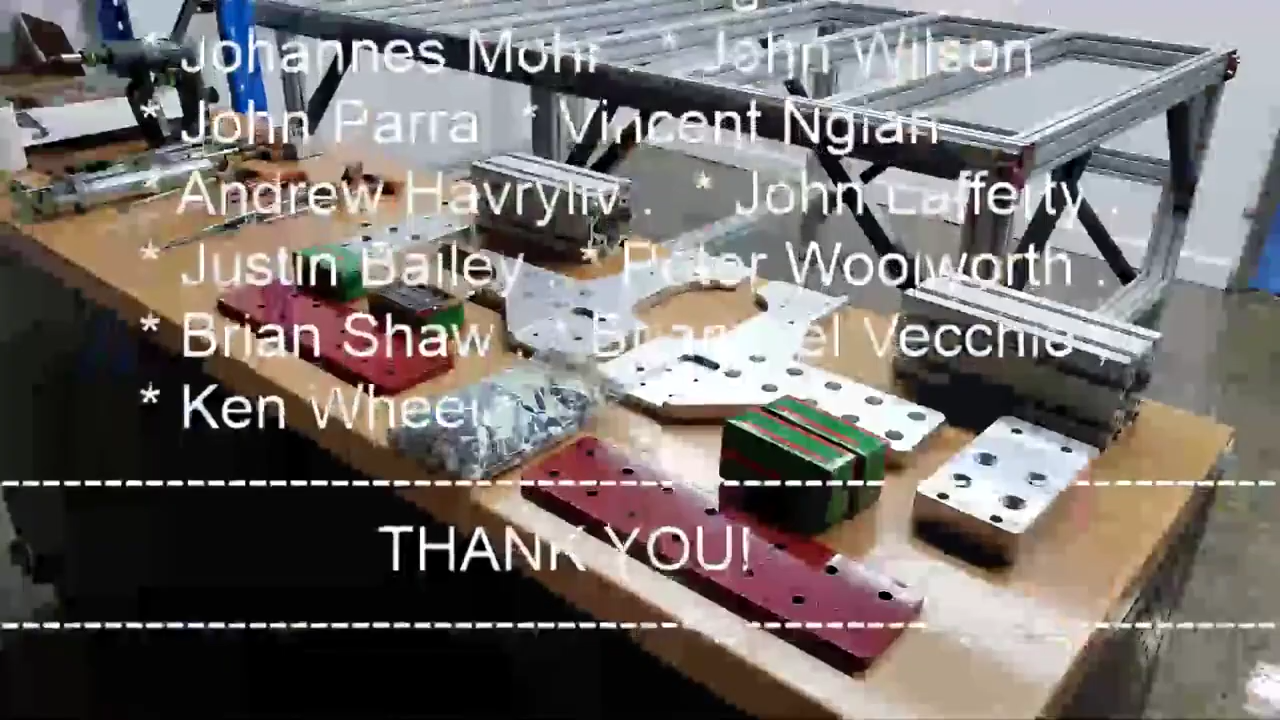 * Johannes Mohr . * John Wilson
* John Parra * Vincent Ngian
* Andrew Havryliv . * John Lafferty .
* Justin Bailey . * Peter Woolworth .
* Brian Shaw . Vecchio ,
* Ken
THANK YOU!